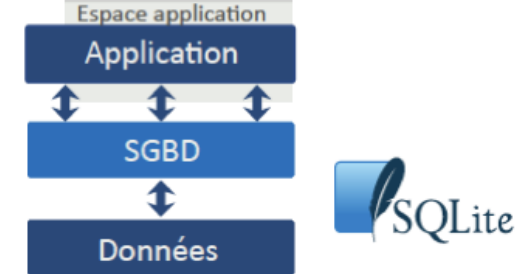 Espace application
Application
SGBD
SQLite
Données